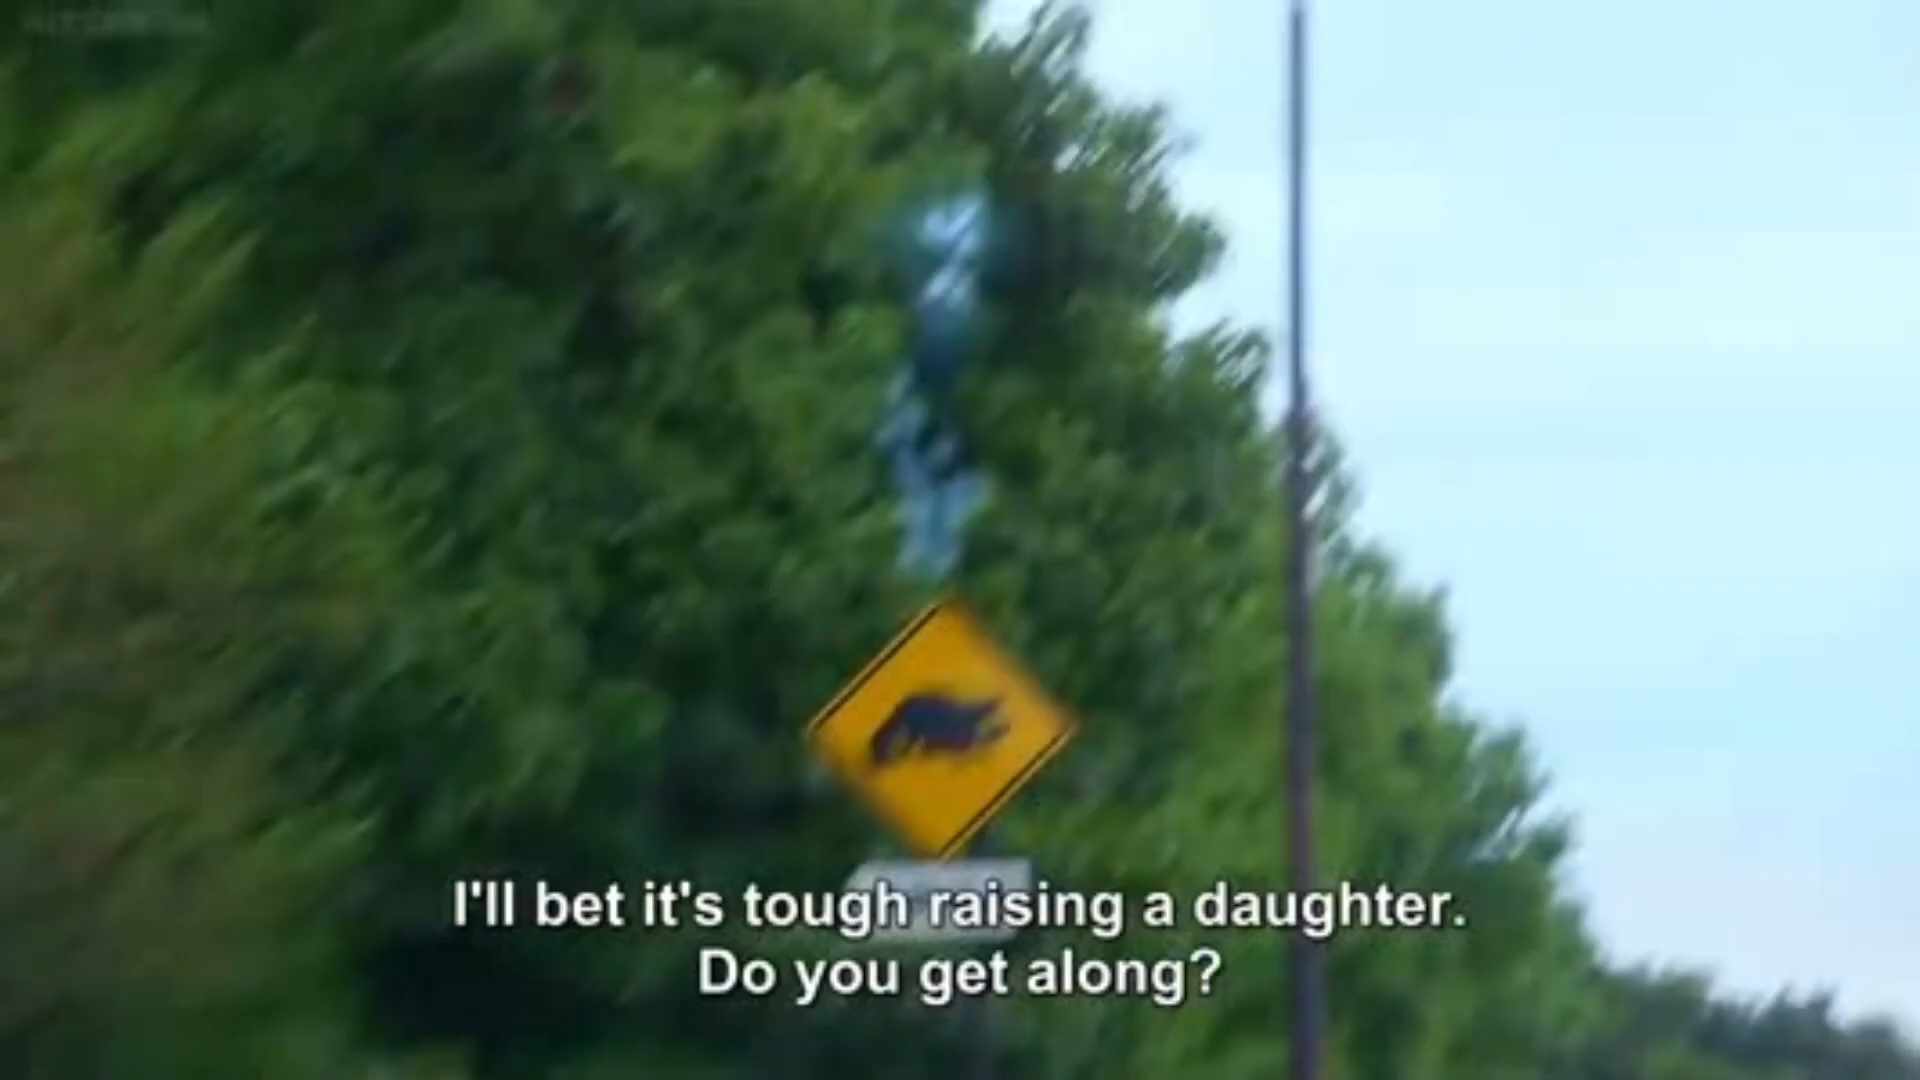 I'll bet it's tough raising a daughter.
Do you get along?